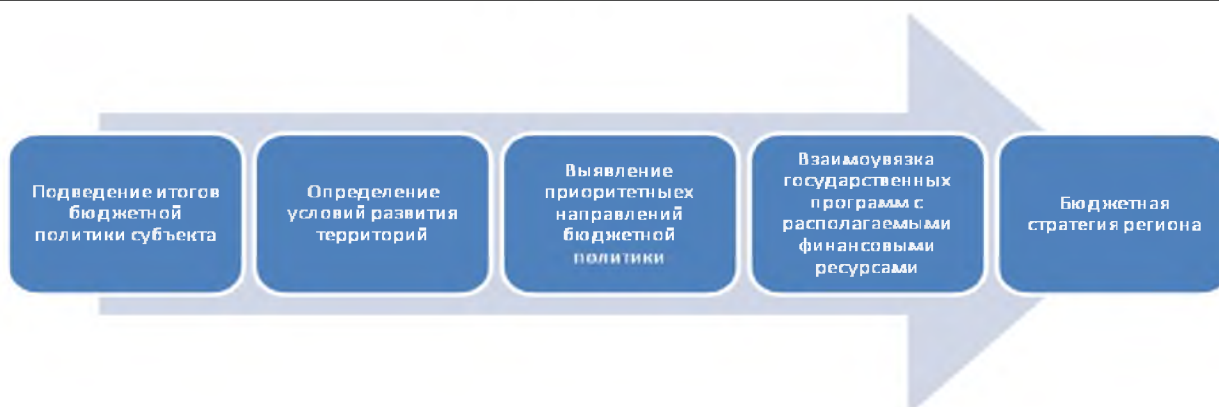 Подведение итогов
бюджетной
политики субъекта
Определение
условий развития
территорий
Выявление
приоритетныех
направлений
бюджетной
политики
Взаимоувязка
государственных
программ с
располагаемыми
финансовыми
ресурсами
Бюджетная
стратегия региона